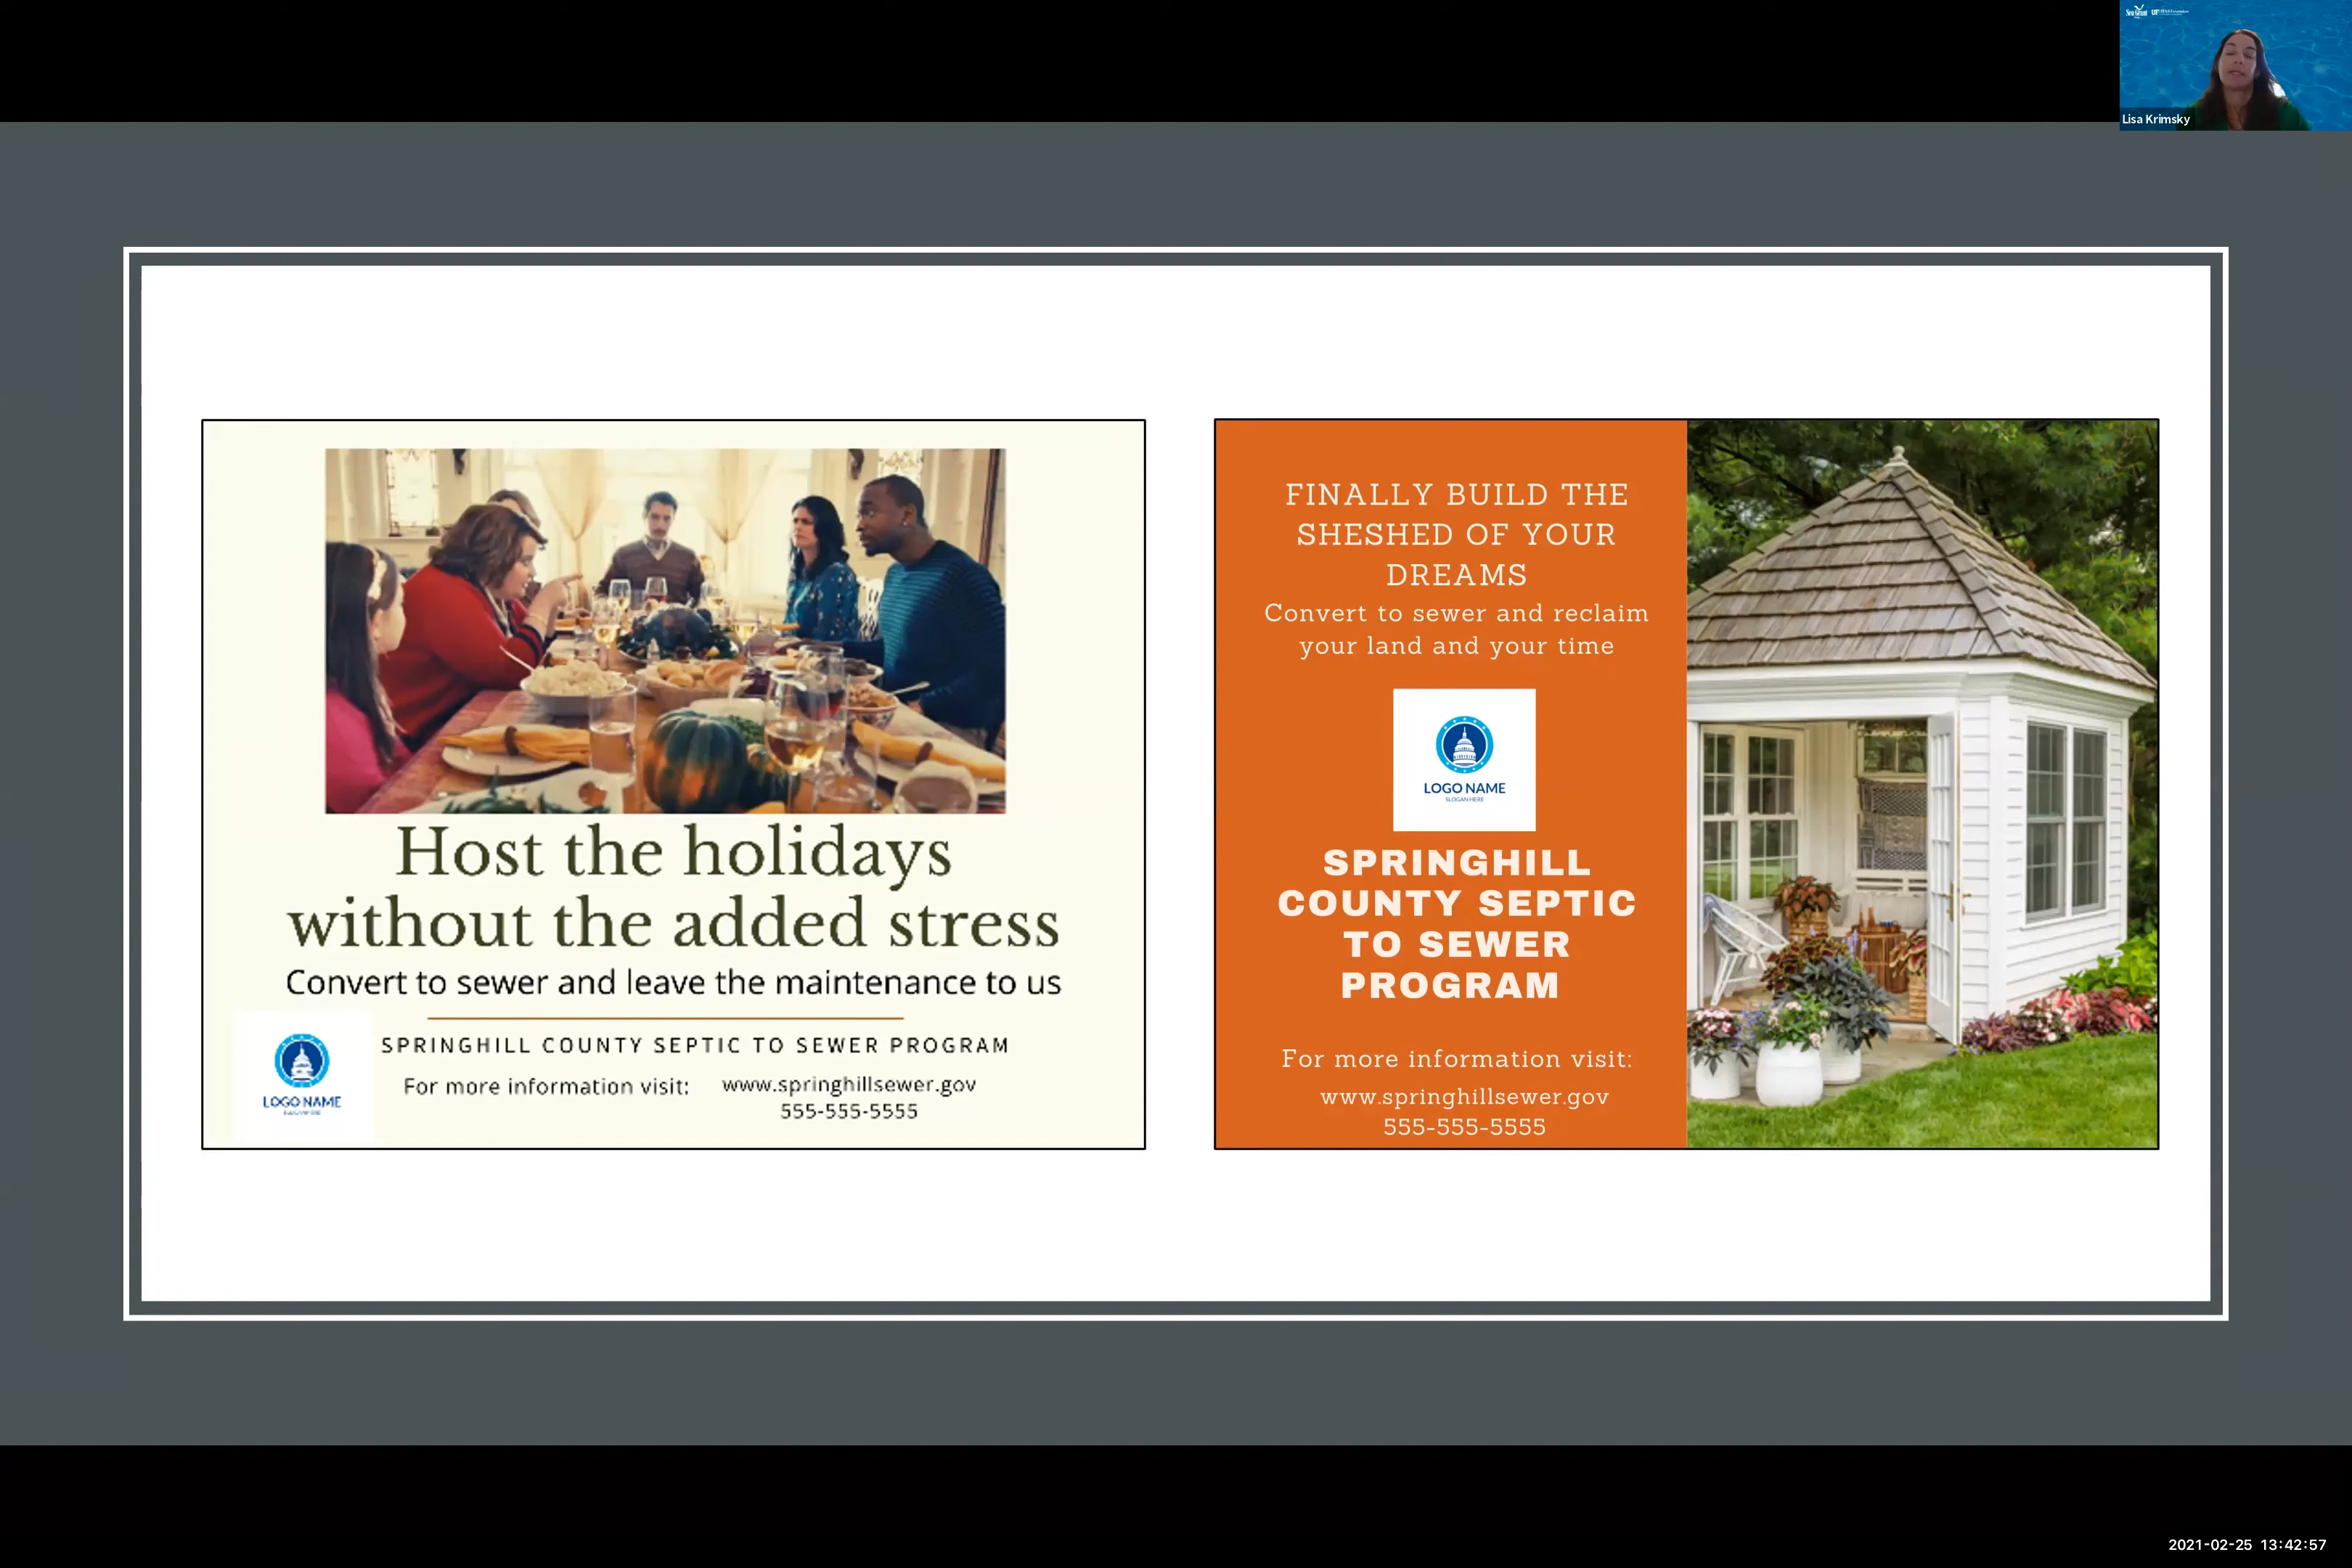 Sea Grant
UF
Lisa Krimsky
Host the holidays
without the added stress
Convert to sewer and leave the maintenance to us
SPRINGHILL COUNTY SEPTIC TO SEWER PROGRAM
For more information visit:
www.springhillsewer.gov
555-555-5555
LOGO NAME
FINALLY BUILD THE
SHESHED OF YOUR
DREAMS
Convert to sewer and reclaim
your land and your time
LOGO NAME
SLOGAN HERE
SPRINGHILL
COUNTY SEPTIC
TO SEWER
PROGRAM
For more information visit:
www.springhillsewer.gov
555-555-5555
2021-02-25 13:42:57